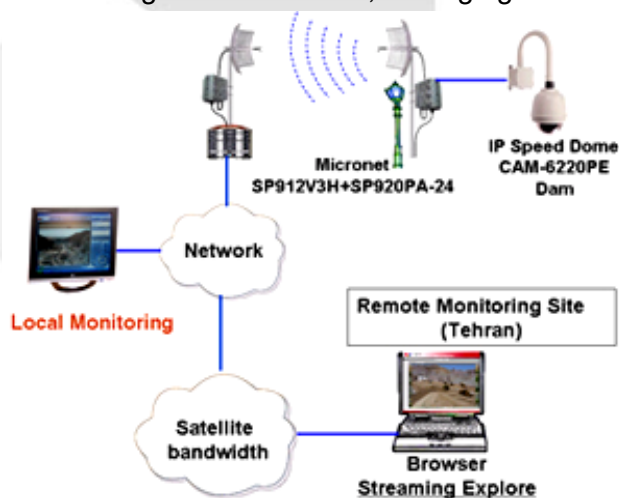 Micronet
SP912V3H+SP920PA-24
IP Speed Dome
CAM-6220PE
Dam
Network
Local Monitoring
Remote Monitoring Site
(Tehran)
Satellite
bandwidth
Browser
Streaming Explore